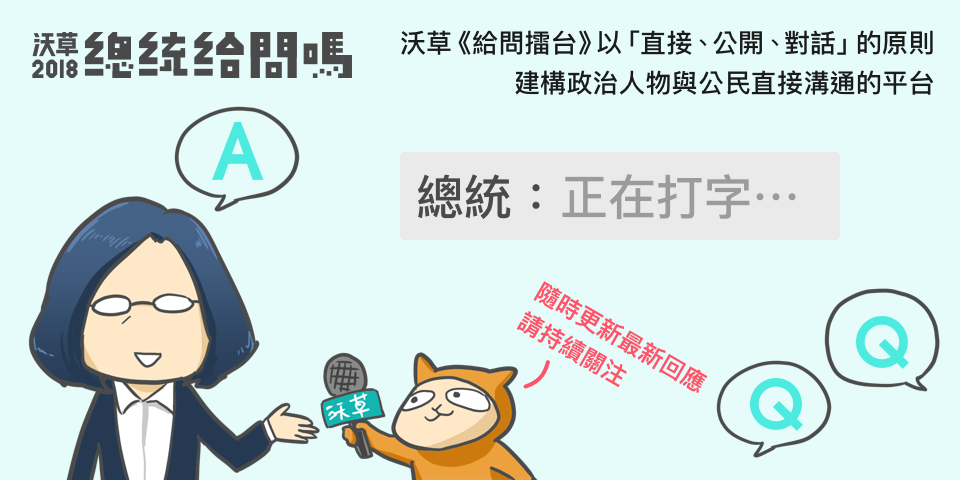 沃草
2018 總統給問嗎
沃草《給問擂台》以「直接、公開、對話」的原則
建構政治人物與公民直接溝通的平台
A
總統：正在打字…
隨時更新最新回應
請持續關注
沃草
Q
Q